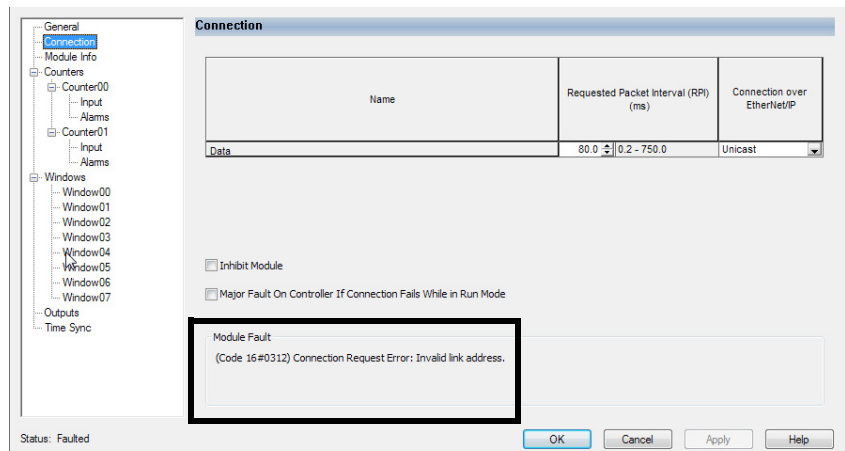 General
Connection
Module Info
Counters
Counter00
Input
Alarms
Counter01
Input
Alarms
Windows
Window00
Window01
Window02
Window03
Window04
Window05
Window06
Window07
Outputs
Time Sync
Connection
Name
Requested Packet Interval (RPI)
(ms)
Connection over
EtherNet/IP
Data 80.0 0.2 - 750.0 Unicast
Inhibit Module
Major Fault On Controller If Connection Fails While in Run Mode
Module Fault
(Code 16#0312) Connection Request Error: Invalid link address.
Status: Faulted
OK Cancel Apply Help